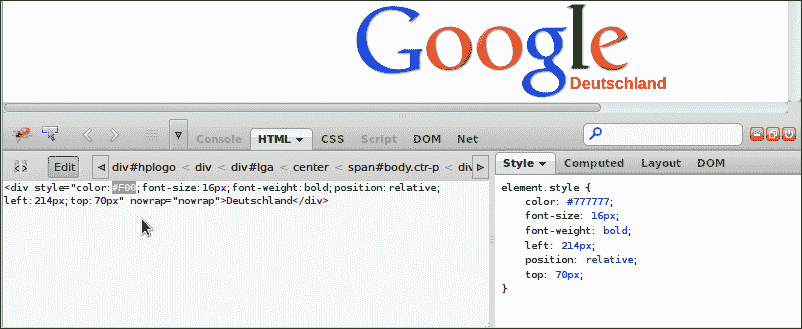 Google
Deutschland
Console HTML CSS Script DOM Net
Edit div#hplogo < div < div#lga < center < span#body.ctr-p < div
Style Computed Layout DOM
<div style="color:#F00;font-size:16px;font-weight:bold;position:relative;
left:214px;top:70px" nowrap="nowrap">Deutschland</div>
element.style {
color: #777777;
font-size: 16px;
font-weight: bold;
left: 214px;
position: relative;
top: 70px;
}